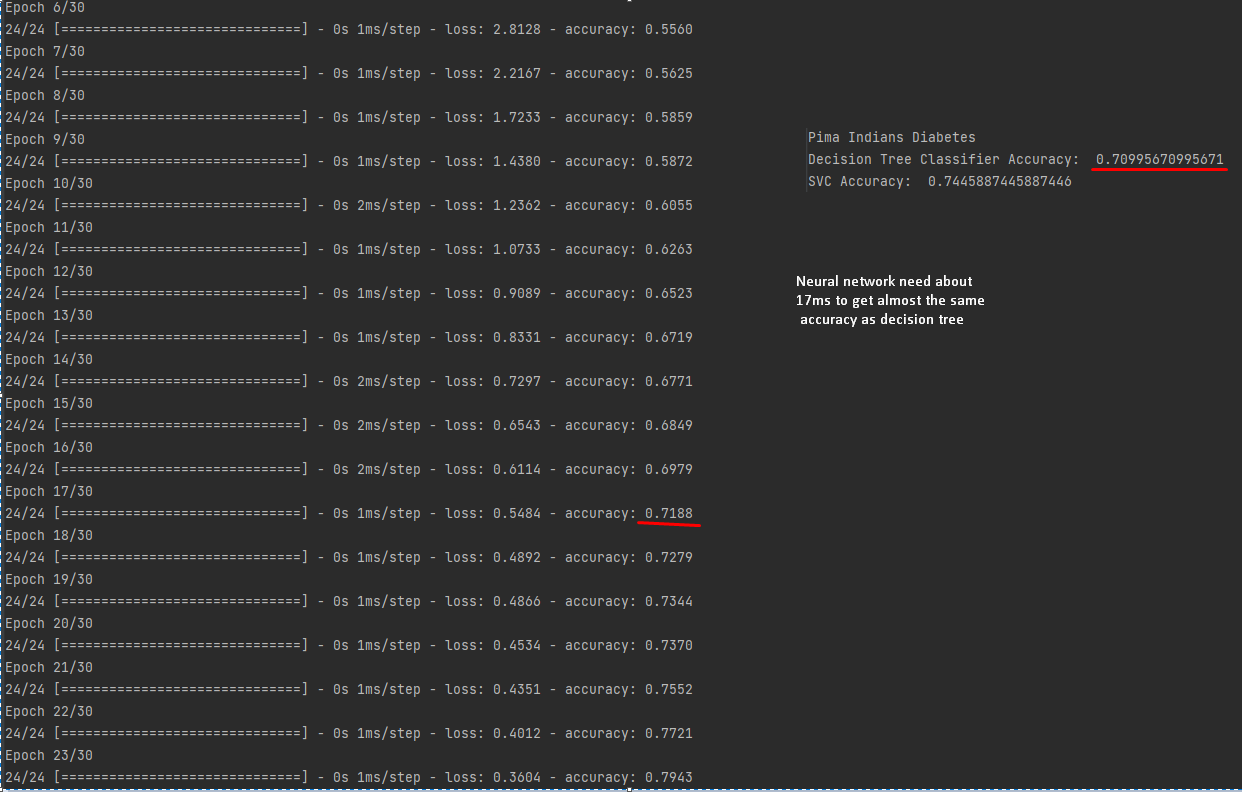 Epoch 6/30
24/24 [==============================] - 0s 1ms/step - loss: 2.8128 - accuracy: 0.5560
Epoch 7/30
24/24 [==============================] - 0s 1ms/step - loss: 2.2167 - accuracy: 0.5625
Epoch 8/30
24/24 [==============================] - 0s 1ms/step - loss: 1.7233 - accuracy: 0.5859
Epoch 9/30
24/24 [==============================] - 0s 1ms/step - loss: 1.4380 - accuracy: 0.5872
Epoch 10/30
24/24 [==============================] - 0s 2ms/step - loss: 1.2362 - accuracy: 0.6055
Epoch 11/30
24/24 [==============================] - 0s 1ms/step - loss: 1.0733 - accuracy: 0.6263
Epoch 12/30
24/24 [==============================] - 0s 1ms/step - loss: 0.9089 - accuracy: 0.6523
Epoch 13/30
24/24 [==============================] - 0s 1ms/step - loss: 0.8331 - accuracy: 0.6719
Epoch 14/30
24/24 [==============================] - 0s 2ms/step - loss: 0.7297 - accuracy: 0.6771
Epoch 15/30
24/24 [==============================] - 0s 2ms/step - loss: 0.6543 - accuracy: 0.6849
Epoch 16/30
24/24 [==============================] - 0s 2ms/step - loss: 0.6114 - accuracy: 0.6979
Epoch 17/30
24/24 [==============================] - 0s 1ms/step - loss: 0.5484 - accuracy: 0.7188
Epoch 18/30
24/24 [==============================] - 0s 1ms/step - loss: 0.4892 - accuracy: 0.7279
Epoch 19/30
24/24 [==============================] - 0s 1ms/step - loss: 0.4866 - accuracy: 0.7344
Epoch 20/30
24/24 [==============================] - 0s 1ms/step - loss: 0.4534 - accuracy: 0.7370
Epoch 21/30
24/24 [==============================] - 0s 1ms/step - loss: 0.4351 - accuracy: 0.7552
Epoch 22/30
24/24 [==============================] - 0s 1ms/step - loss: 0.4012 - accuracy: 0.7721
Epoch 23/30
24/24 [==============================] - 0s 1ms/step - loss: 0.3604 - accuracy: 0.7943
Pima Indians Diabetes
Decision Tree Classifier Accuracy:  0.70995670995671
SVC Accuracy:  0.7445887445887446
Neural network need about
17ms to get almost the same
accuracy as decision tree